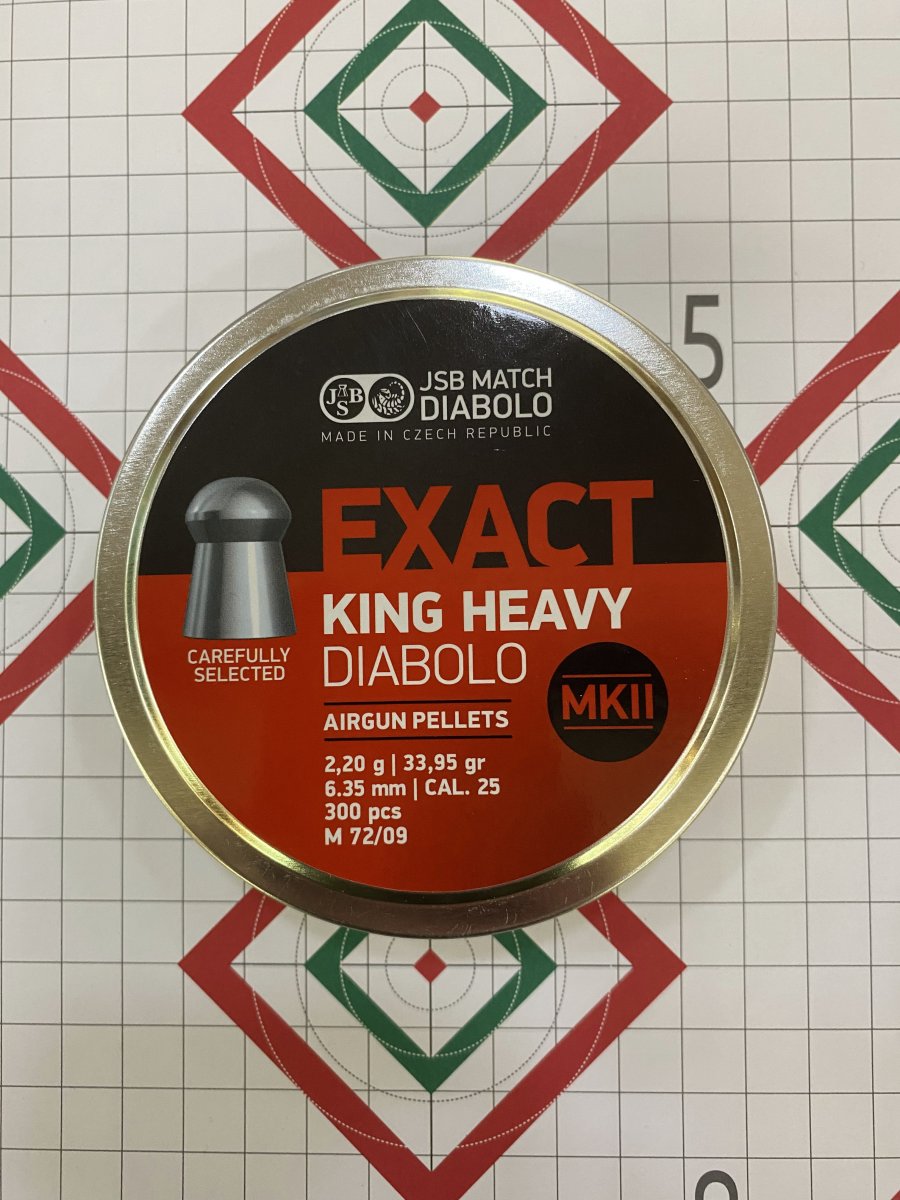 5
JSB
JSB MATCH
DIABOLO
MADE IN CZECH REPUBLIC
EXACT
KING HEAVY
DIABOLO
CAREFULLY
SELECTED
MKII
AIRGUN PELLETS
2,20 g | 33,95 gr
6.35 mm | CAL. 25
300 pcs
M 72/09